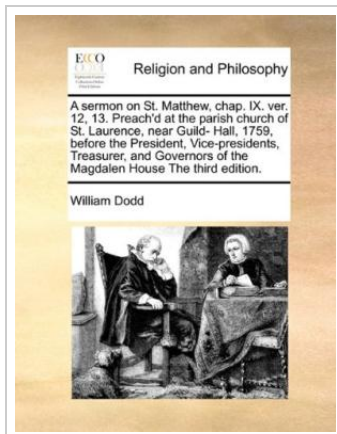 ECCO
Religion and Philosophy
A sermon on St. Matthew, chap. IX. ver.
12, 13. Preach'd at the parish church of
St. Laurence, near Guild- Hall, 1759,
before the President, Vice-presidents,
Treasurer, and Governors of the
Magdalen House The third edition.
William Dodd